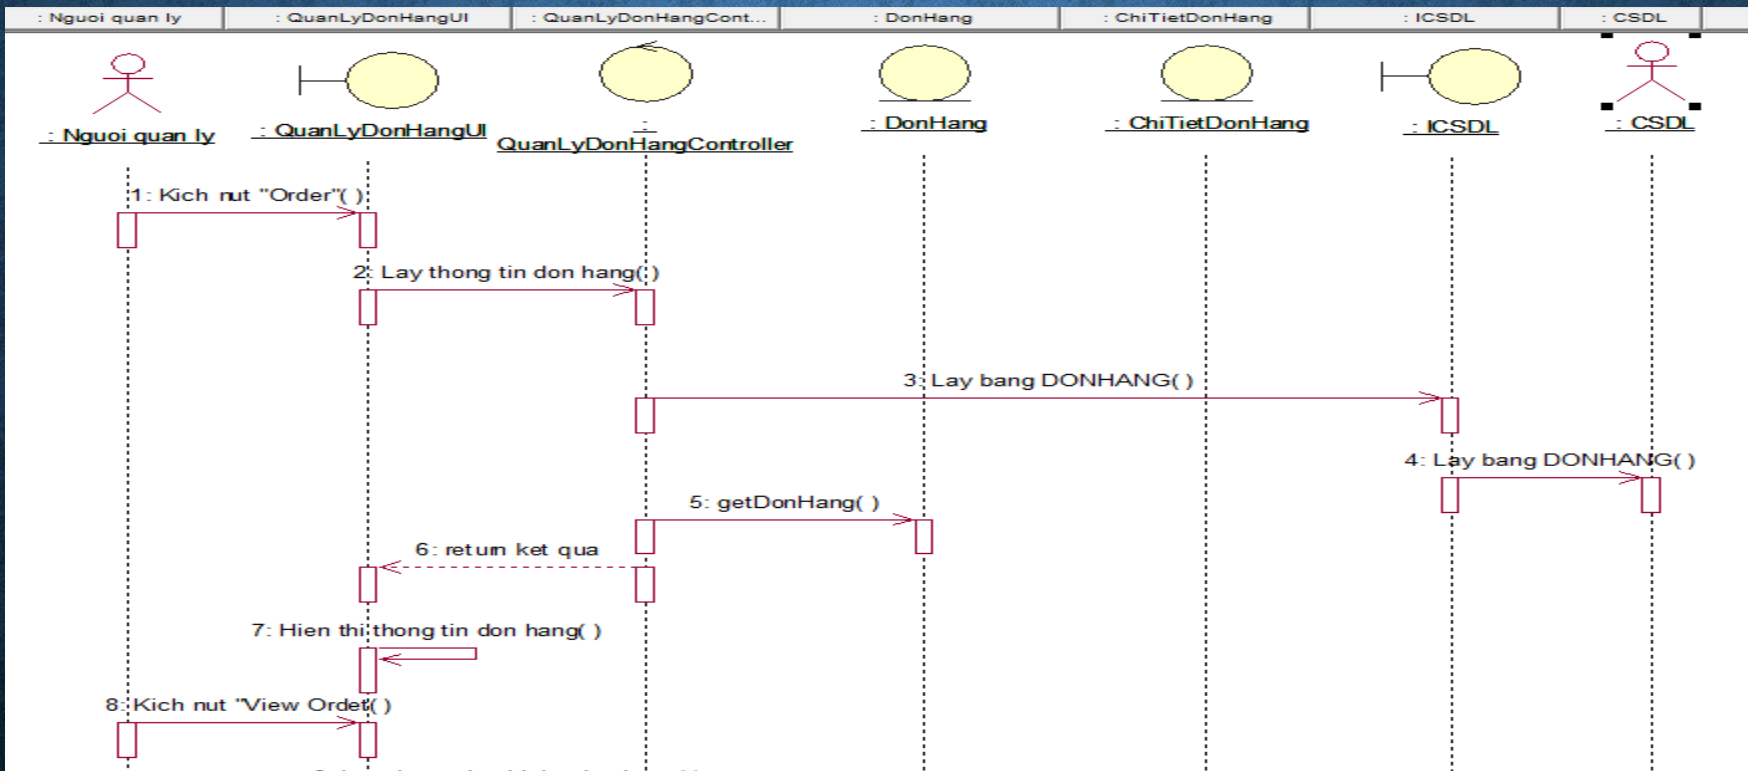 : Nguoi quan ly
: QuanLyDonHangUI
: QuanLyDonHangCont...
: DonHang
: ChiTietDonHang
: ICSDL
: CSDL
: Nguoi quan ly
: QuanLyDonHangUI
:
QuanLyDonHangController
: DonHang
: ChiTietDonHang
: ICSDL
: CSDL
1: Kich nut "Order"( )
2: Lay thong tin don hang( )
3: Lay bang DONHANG( )
4: Lay bang DONHANG( )
5: getDonHang( )
6: return ket qua
7: Hien thi thong tin don hang( )
8: Kich nut "View Order( )